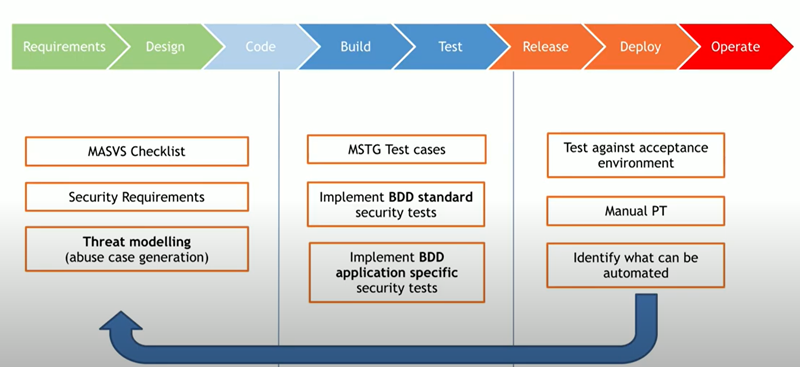 Requirements
Design
Code
Build
Test
Release
Deploy
Operate
MASVS Checklist
Security Requirements
Threat modelling
(abuse case generation)
MSTG Test cases
Implement BDD standard
security tests
Implement BDD
application specific
security tests
Test against acceptance
environment
Manual PT
Identify what can be
automated